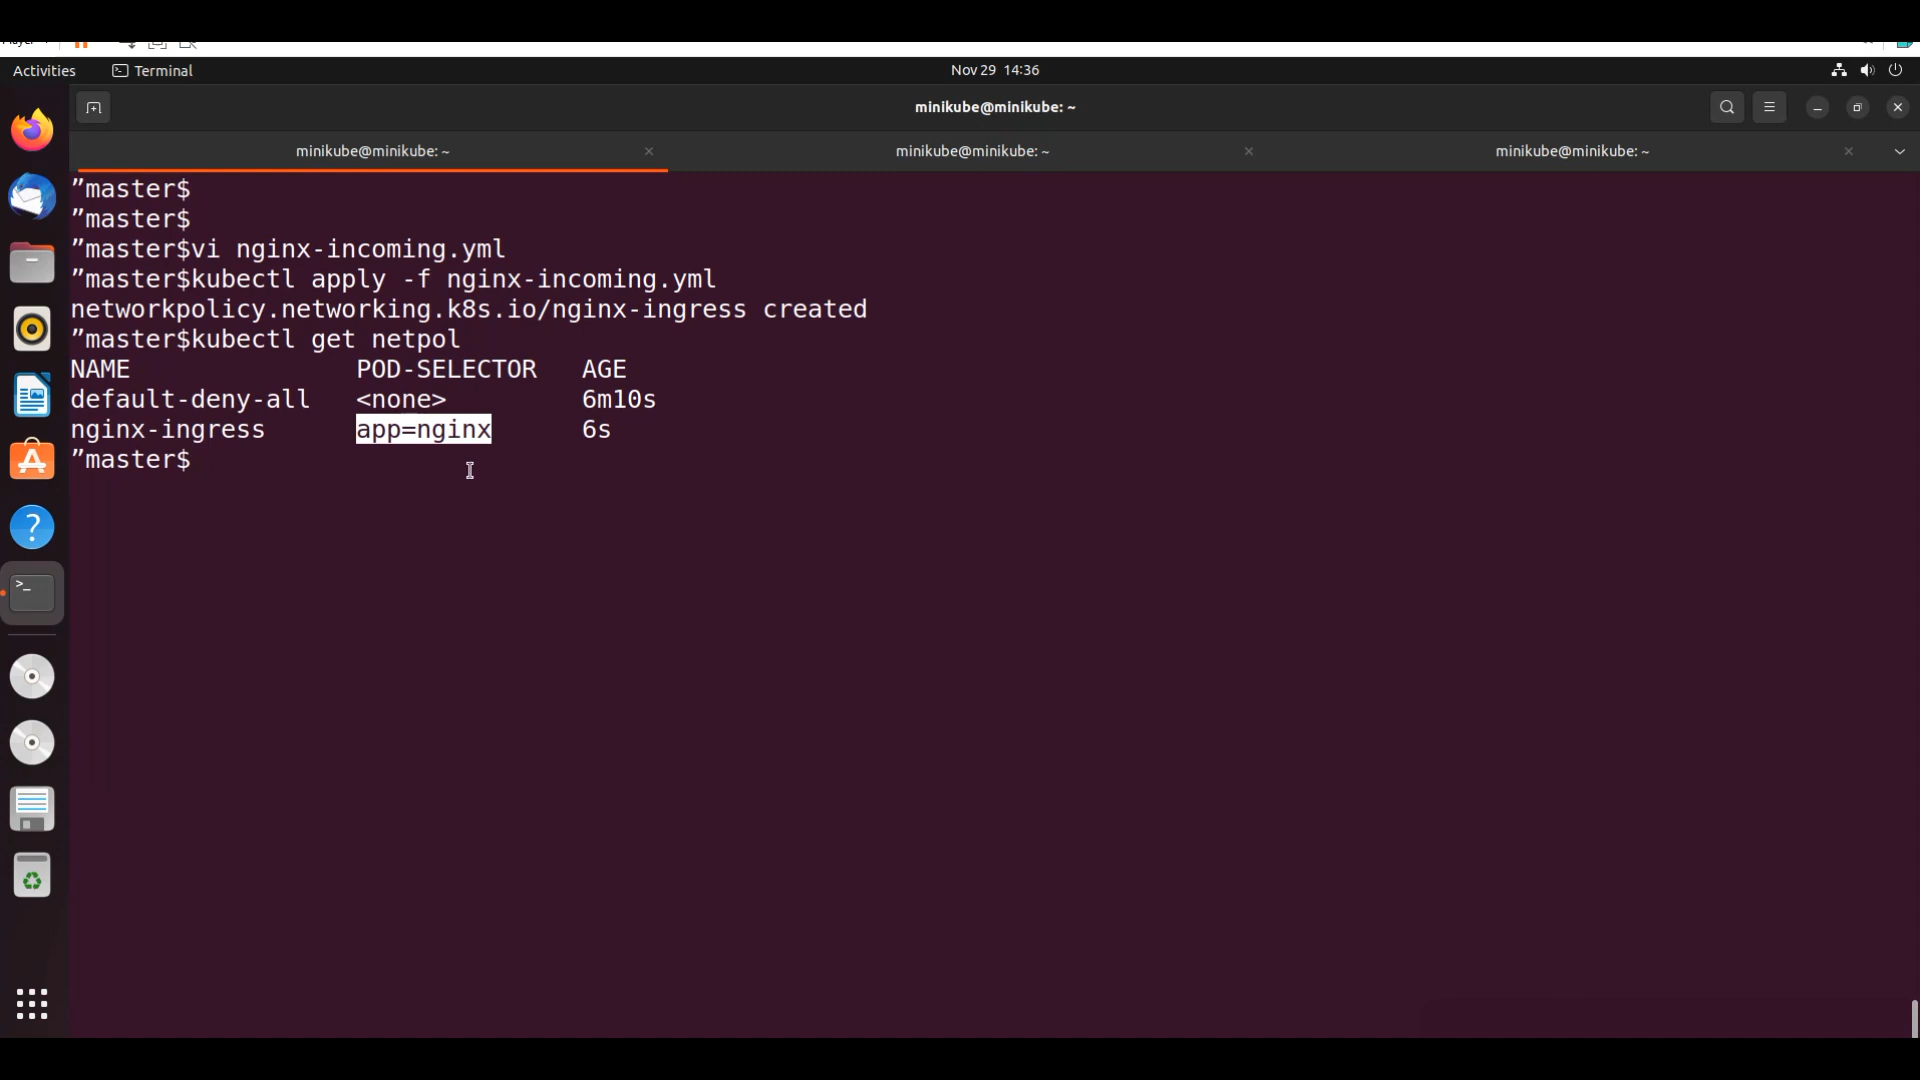 Activities Terminal Nov 29 14:36
minikube@minikube: ~
minikube@minikube: ~ minikube@minikube: ~ minikube@minikube: ~
”master$
”master$
”master$vi nginx-incoming.yml
”master$kubectl apply -f nginx-incoming.yml
networkpolicy.networking.k8s.io/nginx-ingress created
”master$kubectl get netpol
NAME POD-SELECTOR AGE
default-deny-all <none> 6m10s
nginx-ingress app=nginx 6s
”master$